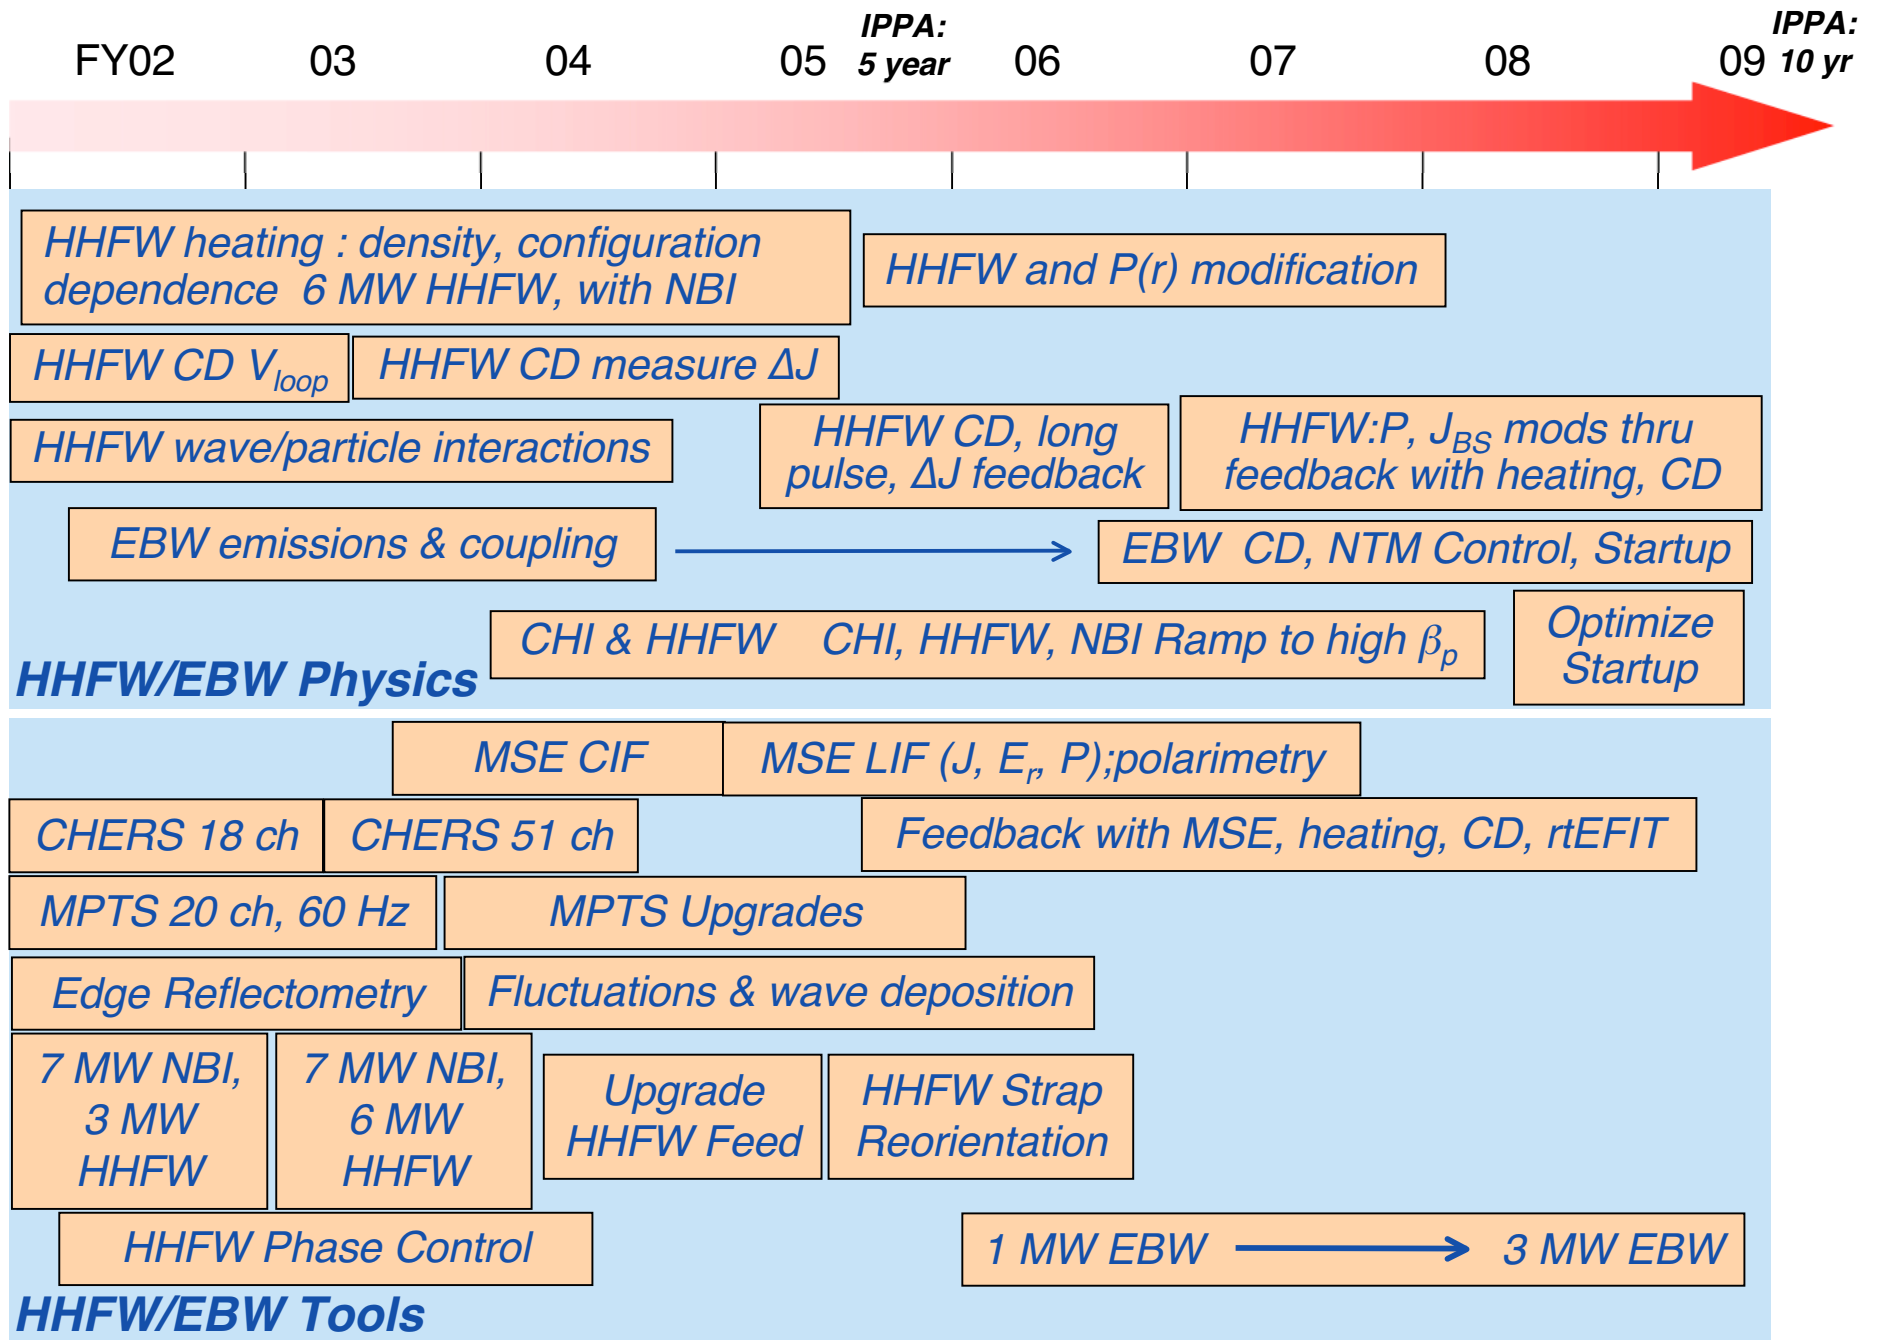 IPPA: IPPA:
FY02 03 04 05 5 year 06 07 08 09 10 yr
HHFW heating : density, configuration
dependence 6 MW HHFW, with NBI
HHFW and P(r) modification
HHFW CD Vloop
HHFW CD measure ΔJ
HHFW wave/particle interactions
HHFW CD, long
pulse, ΔJ feedback
HHFW:P, JBS mods thru
feedback with heating, CD
EBW emissions & coupling
EBW CD, NTM Control, Startup
CHI & HHFW CHI, HHFW, NBI Ramp to high βp
Optimize
Startup
HHFW/EBW Physics
MSE CIF
MSE LIF (J, Er, P);polarimetry
CHERS 18 ch
CHERS 51 ch
Feedback with MSE, heating, CD, rtEFIT
MPTS 20 ch, 60 Hz
MPTS Upgrades
Edge Reflectometry
Fluctuations & wave deposition
7 MW NBI,
3 MW
HHFW
7 MW NBI,
6 MW
HHFW
Upgrade
HHFW Feed
HHFW Strap
Reorientation
HHFW Phase Control
1 MW EBW 3 MW EBW
HHFW/EBW Tools